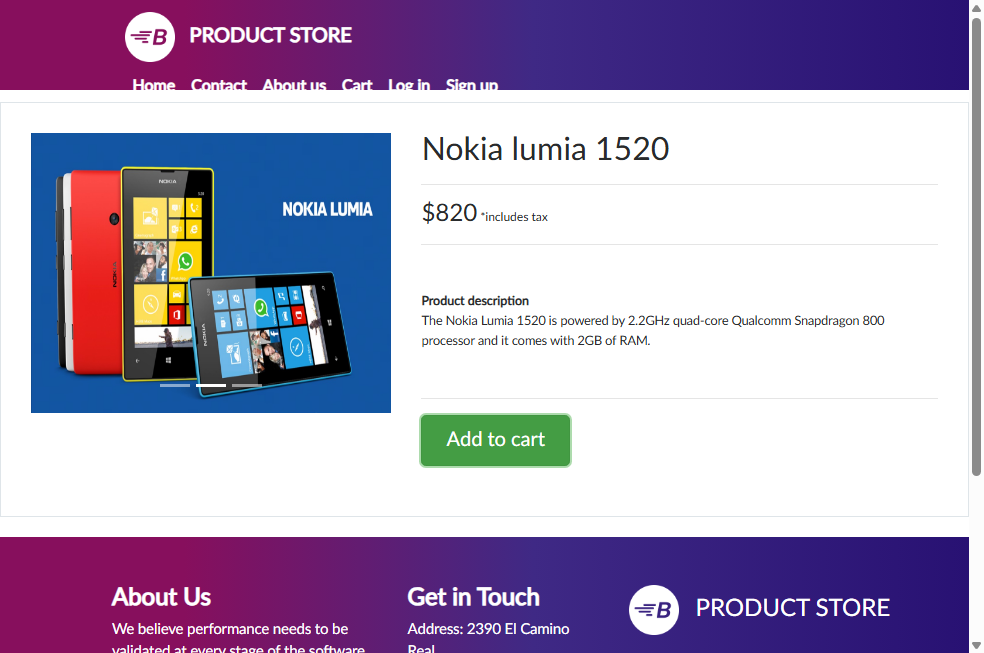 B PRODUCT STORE
Home Contact About us Cart Log in Sign up
NOKIA
NOKIA LUMIA
NOKIA
NOKIA
Nokia lumia 1520
$820 *includes tax
Product description
The Nokia Lumia 1520 is powered by 2.2GHz quad-core Qualcomm Snapdragon 800
processor and it comes with 2GB of RAM.
Add to cart
About Us
We believe performance needs to be
validated at every stage of the software
Get in Touch
Address: 2390 El Camino
Real
B PRODUCT STORE